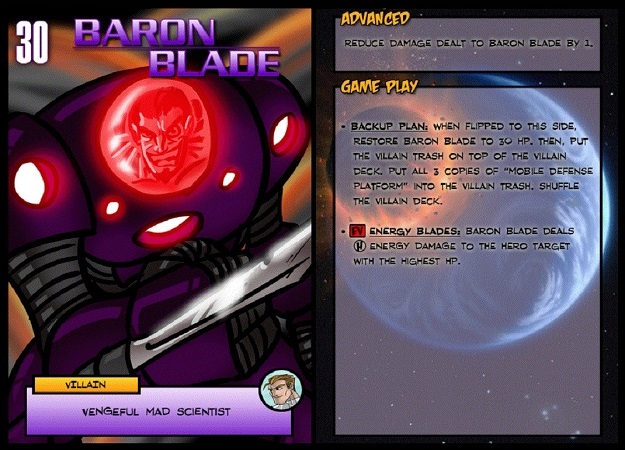 30
BARON
BLADE
VILLAIN
VENGEFUL MAD SCIENTIST
ADVANCED
REDUCE DAMAGE DEALT TO BARON BLADE BY 1.
GAME PLAY
• BACKUP PLAN: WHEN FLIPPED TO THIS SIDE,
RESTORE BARON BLADE TO 30 HP. THEN, PUT
THE VILLAIN TRASH ON TOP OF THE VILLAIN
DECK. PUT ALL 3 COPIES OF "MOBILE DEFENSE
PLATFORM" INTO THE VILLAIN TRASH. SHUFFLE
THE VILLAIN DECK.
• EV ENERGY BLADES: BARON BLADE DEALS
H ENERGY DAMAGE TO THE HERO TARGET
WITH THE HIGHEST HP.